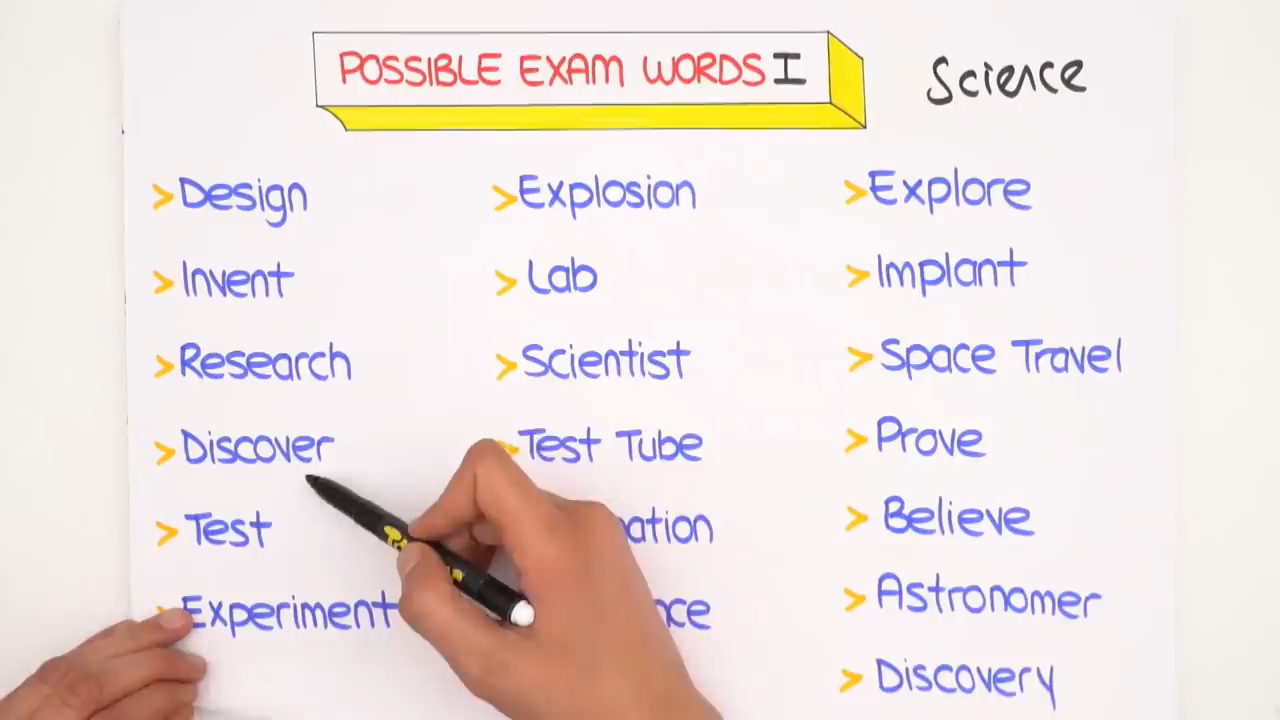 POSSIBLE EXAM WORDS I
Science
> Design
> Invent
> Research
> Discover
> Test
> Experiment
> Explosion
> Lab
> Scientist
> Test Tube
> Explore
> Implant
> Space Travel
> Prove
> Believe
> Astronomer
> Discovery